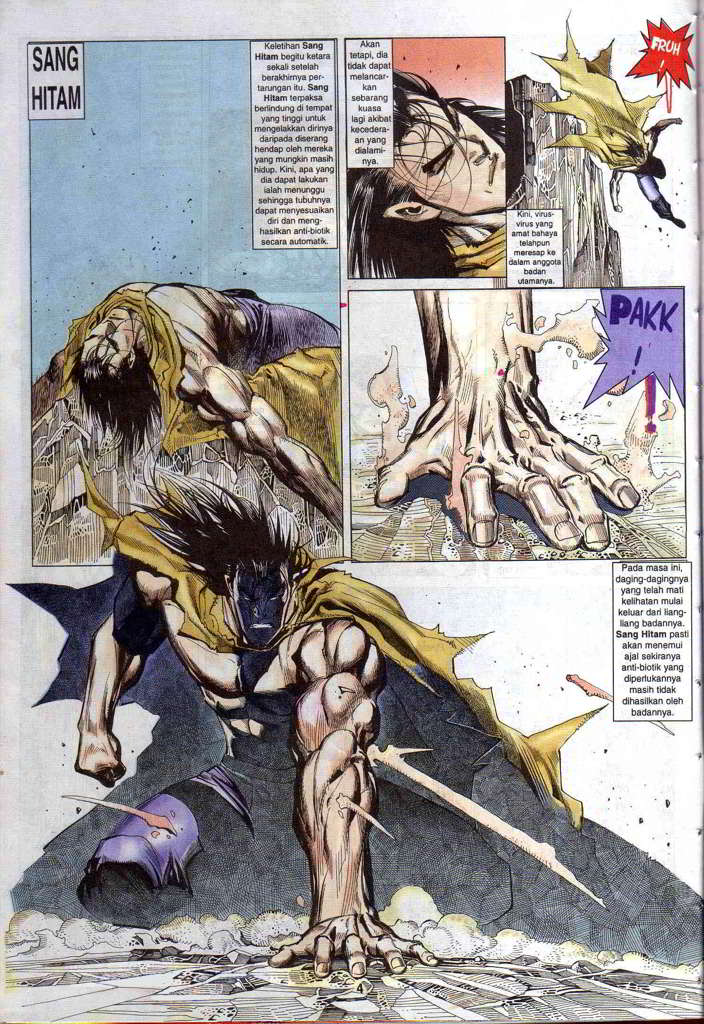 SANG
HITAM
Keletihan Sang
Hitam begitu ketara
sekali setelah
berakhirnya per-
tarungan itu. Sang
Hitam terpaksa
berlindung di tempat
yang tinggi untuk
mengelakkan dirinya
daripada diserang
hendap oleh mereka
yang mungkin masih
hidup. Kini, apa yang
dia dapat lakukan
ialah menunggu
sehingga tubuhnya
dapat menyesuaikan
diri dan meng-
hasilkan anti-biotik
secara automatik.
Akan
tetapi, dia
tidak dapat
melancar-
kan
sebarang
kuasa
lagi akibat
kecedera-
an yang
dialami-
nya.
Kini, virus-
virus yang
amat bahaya
telahpun
meresap ke
dalam anggota
badan
utamanya.
FRUH
!
PAKK
!
Pada masa ini,
daging-dagingnya
yang telah mati
kelihatan mulai
keluar dari liang-
liang badannya.
Sang Hitam pasti
akan menemui
ajal sekiranya
anti-biotik yang
diperlukannya
masih tidak
dihasilkan oleh
badannya.
4